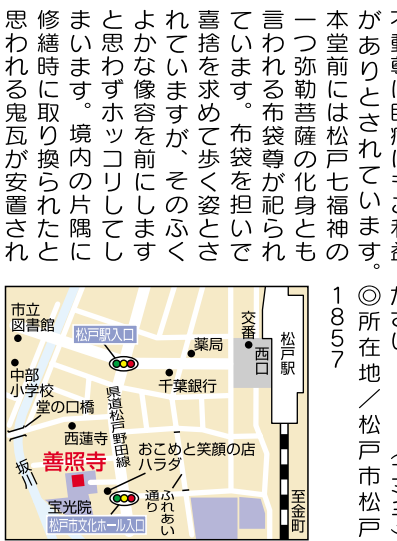 がありとされています。
本堂前には松戸七福神の
一つ弥勒菩薩の化身とも
言われる布袋尊が祀られ
ています。布袋を担いで
喜捨を求めて歩く姿とさ
れていますが、そのふく
よかな像容を前にします
と思わずホッコリしてし
まいます。境内の片隅に
修繕時に取り換られたと
思われる鬼瓦が安置され
◎所在地／松戸市松戸
1857
市立
図書館
松戸駅入口
薬局
交番
西口
松戸駅
中部
小学校
千葉銀行
堂の口橋
県道松戸野田線
西蓮寺
おこめと笑顔の店
ハラダ
坂川
善照寺
ふれあい
通り
宝光院
松戸市文化ホール入口
至金町